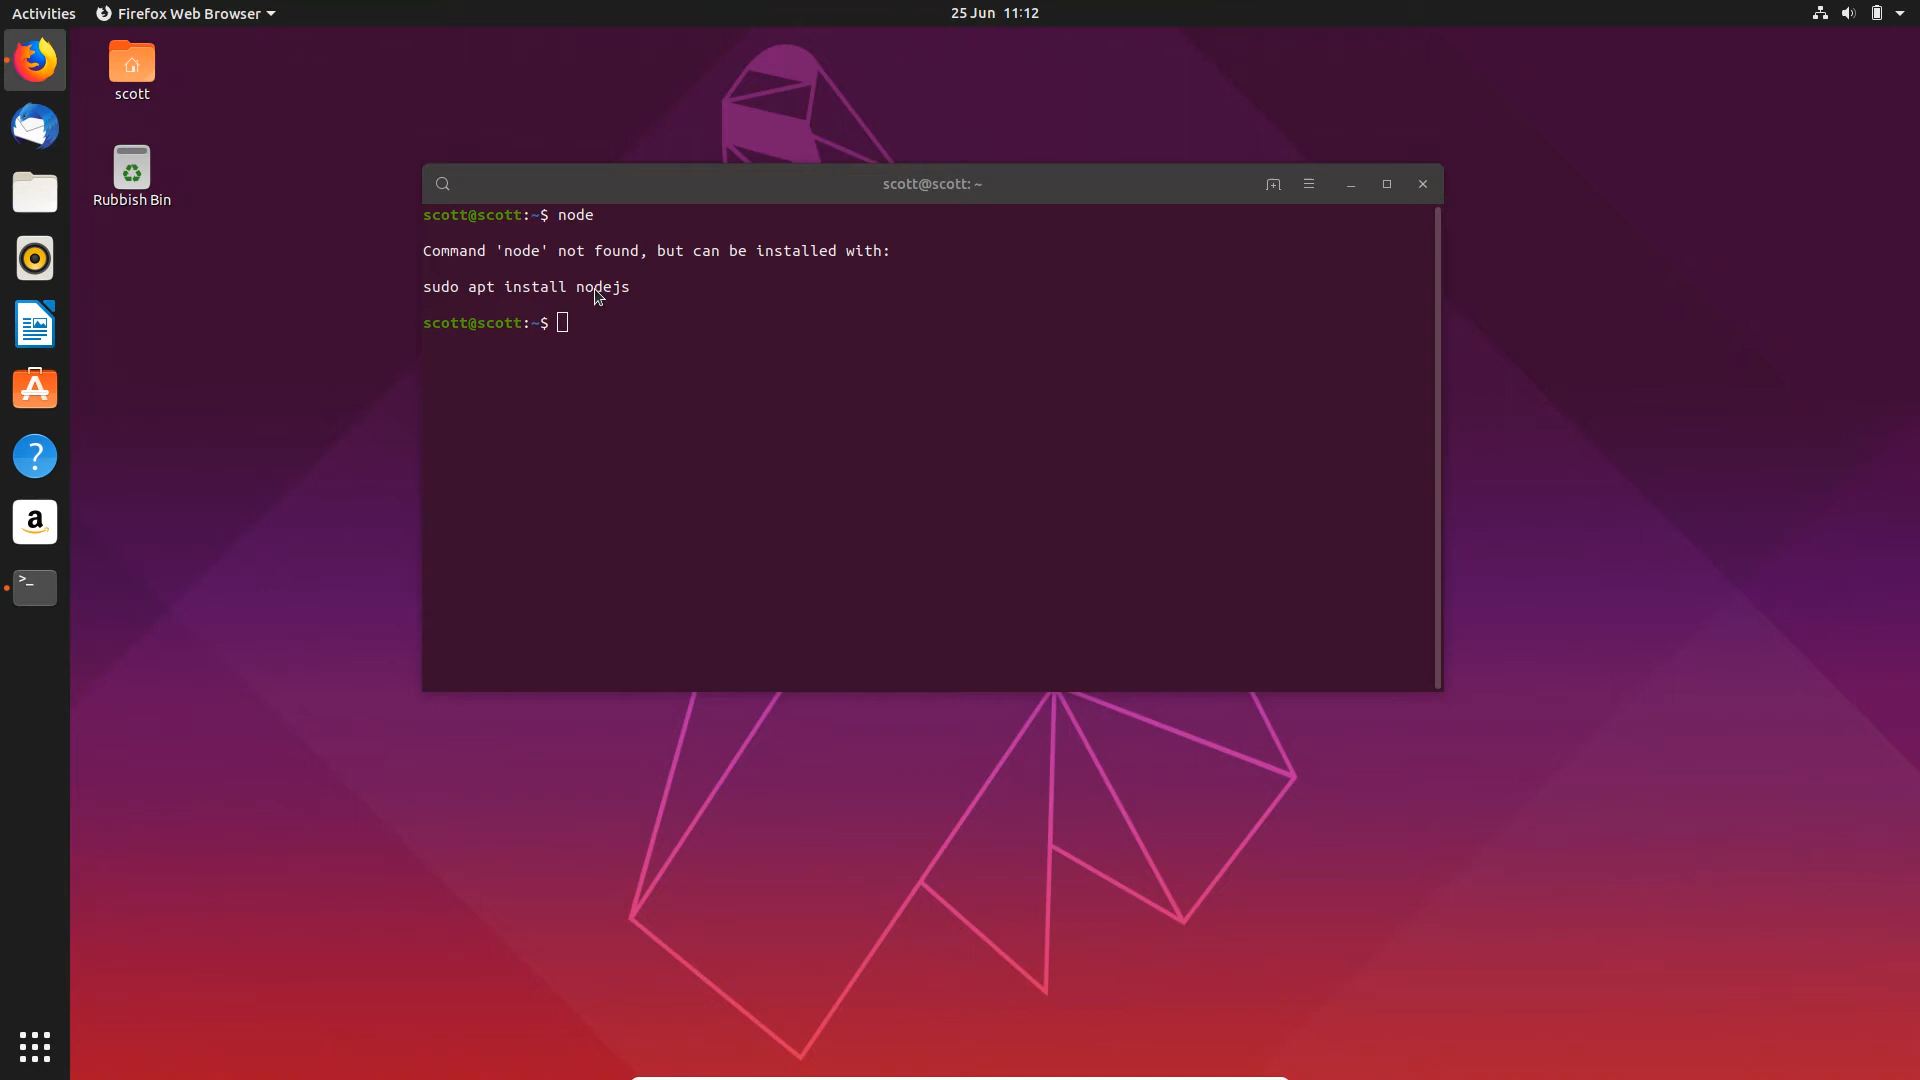 Activities Firefox Web Browser 25 Jun 11:12
scott
Rubbish Bin
scott@scott: ~
scott@scott:~$ node
Command 'node' not found, but can be installed with:
sudo apt install nodejs
scott@scott:~$
?
a
>_